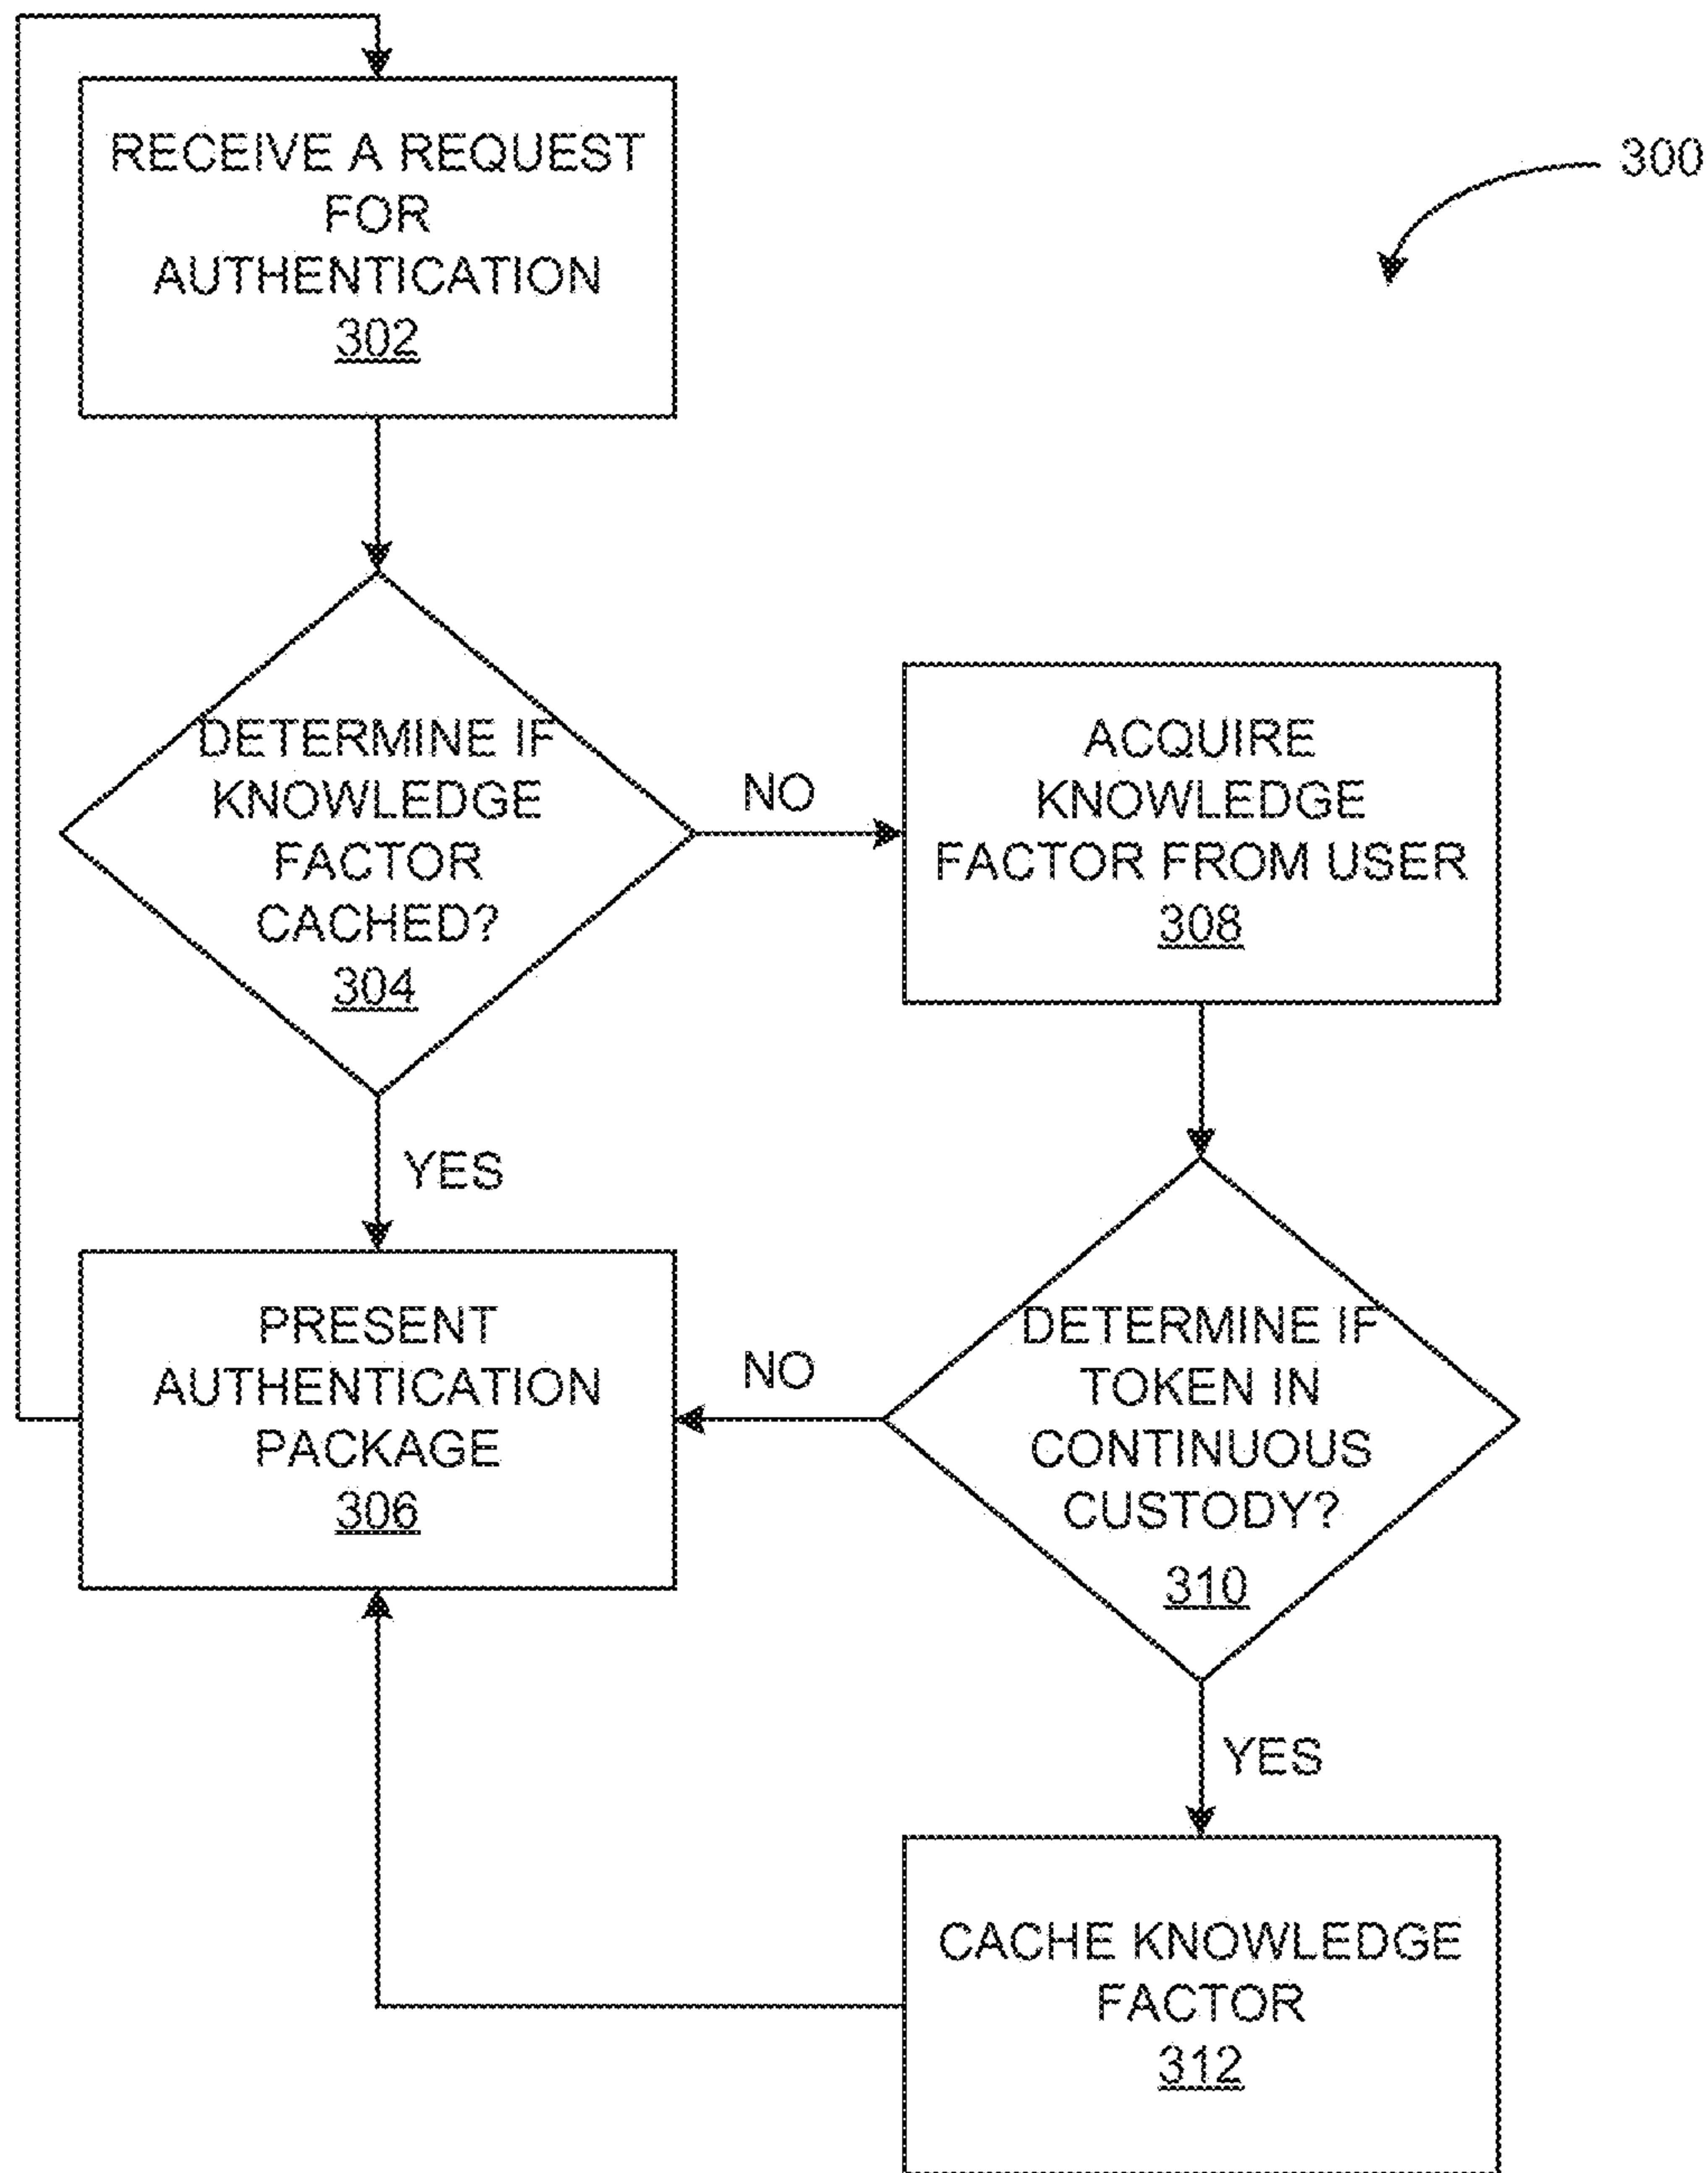 RECEIVE A REQUEST
FOR
AUTHENTICATION
302
300
DETERMINE IF
KNOWLEDGE
FACTOR
CACHED?
304
NO
ACQUIRE
KNOWLEDGE
FACTOR FROM USER
308
YES
PRESENT
AUTHENTICATION
PACKAGE
306
NO
DETERMINE IF
TOKEN IN
CONTINUOUS
CUSTODY?
310
YES
CACHE KNOWLEDGE
FACTOR
312